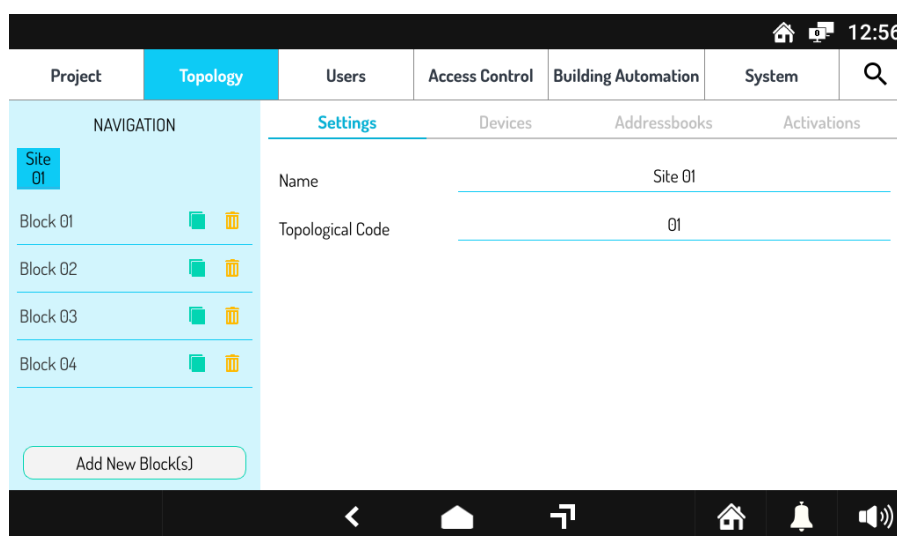 12:56
Project Topology Users Access Control Building Automation System
NAVIGATION
Settings Devices Addressbooks Activations
Site
01
Name Site 01
Block 01
Topological Code 01
Block 02
Block 03
Block 04
Add New Block(s)